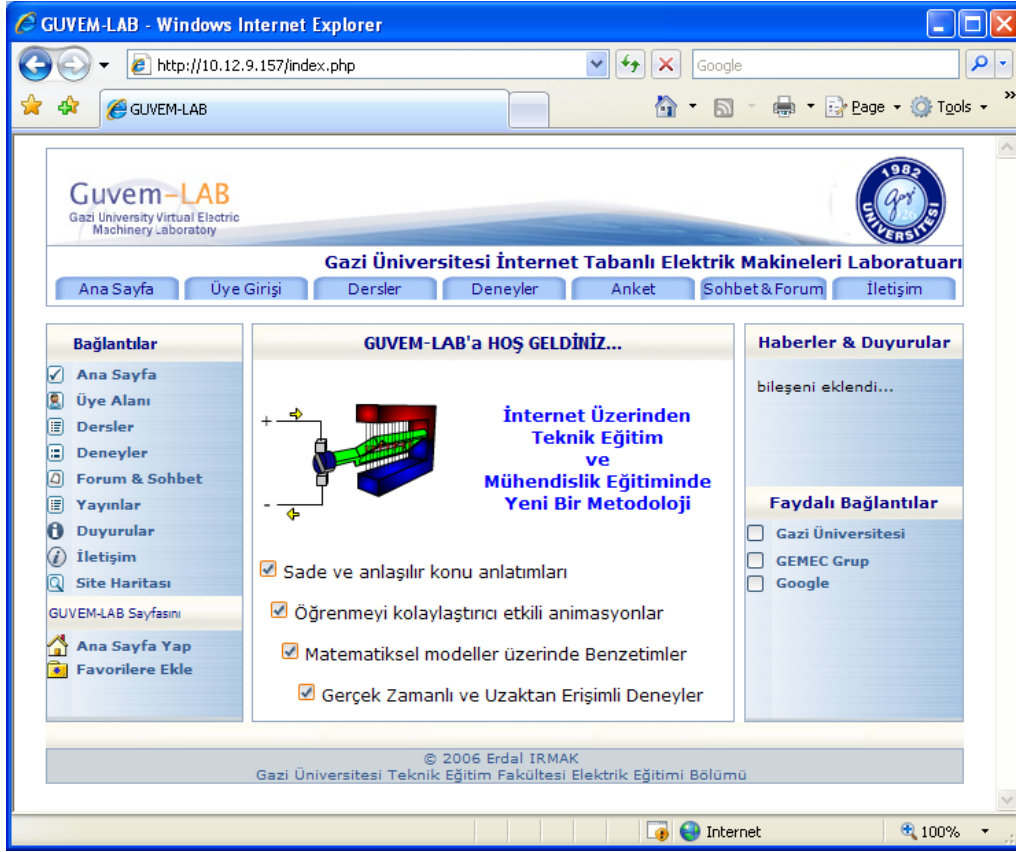 GUVEM-LAB - Windows Internet Explorer
http://10.12.9.157/index.php
Google
GUVEM-LAB
Page
Tools
Guvem-LAB
Gazi University Virtual Electric
Machinery Laboratory
1982
Gazi
ÜNİVERSİTESİ
Gazi Üniversitesi İnternet Tabanlı Elektrik Makineleri Laboratuarı
Ana Sayfa Üye Girişi Dersler Deneyler Anket Sohbet & Forum İletişim
Bağlantılar
Ana Sayfa
Üye Alanı
Dersler
Deneyler
Forum & Sohbet
Yayınlar
Duyurular
İletişim
Site Haritası
GUVEM-LAB Sayfasını
Ana Sayfa Yap
Favorilere Ekle
GUVEM-LAB'a HOŞ GELDİNİZ...
+
-
İnternet Üzerinden
Teknik Eğitim
ve
Mühendislik Eğitiminde
Yeni Bir Metodoloji
Sade ve anlaşılır konu anlatımları
Öğrenmeyi kolaylaştırıcı etkili animasyonlar
Matematiksel modeller üzerinde Benzetimler
Gerçek Zamanlı ve Uzaktan Erişimli Deneyler
Haberler & Duyurular
bileşeni eklendi...
Faydalı Bağlantılar
Gazi Üniversitesi
GEMEC Grup
Google
© 2006 Erdal IRMAK
Gazi Üniversitesi Teknik Eğitim Fakültesi Elektrik Eğitimi Bölümü
Internet
100%